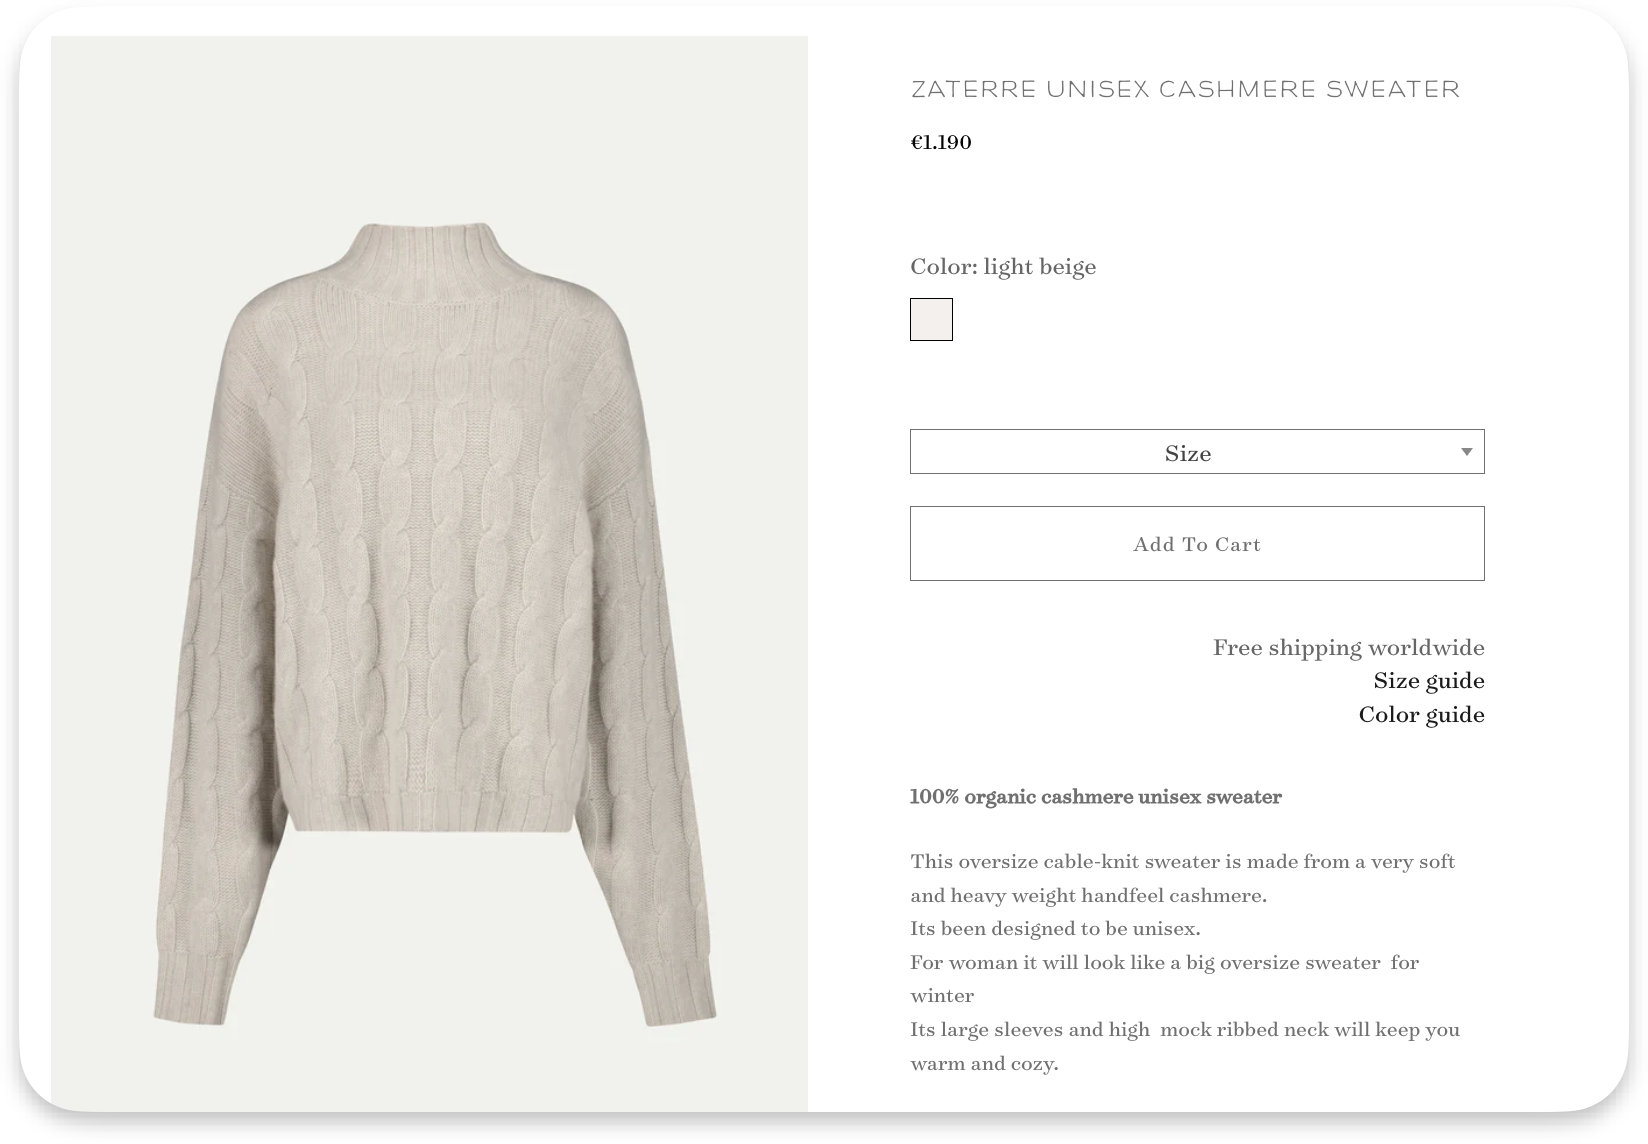 ZATERRE UNISEX CASHMERE SWEATER
€1.190
Color: light beige
Size
Add To Cart
Free shipping worldwide
Size guide
Color guide
100% organic cashmere unisex sweater
This oversize cable-knit sweater is made from a very soft
and heavy weight handfeel cashmere.
Its been designed to be unisex.
For woman it will look like a big oversize sweater  for
winter
Its large sleeves and high  mock ribbed neck will keep you
warm and cozy.